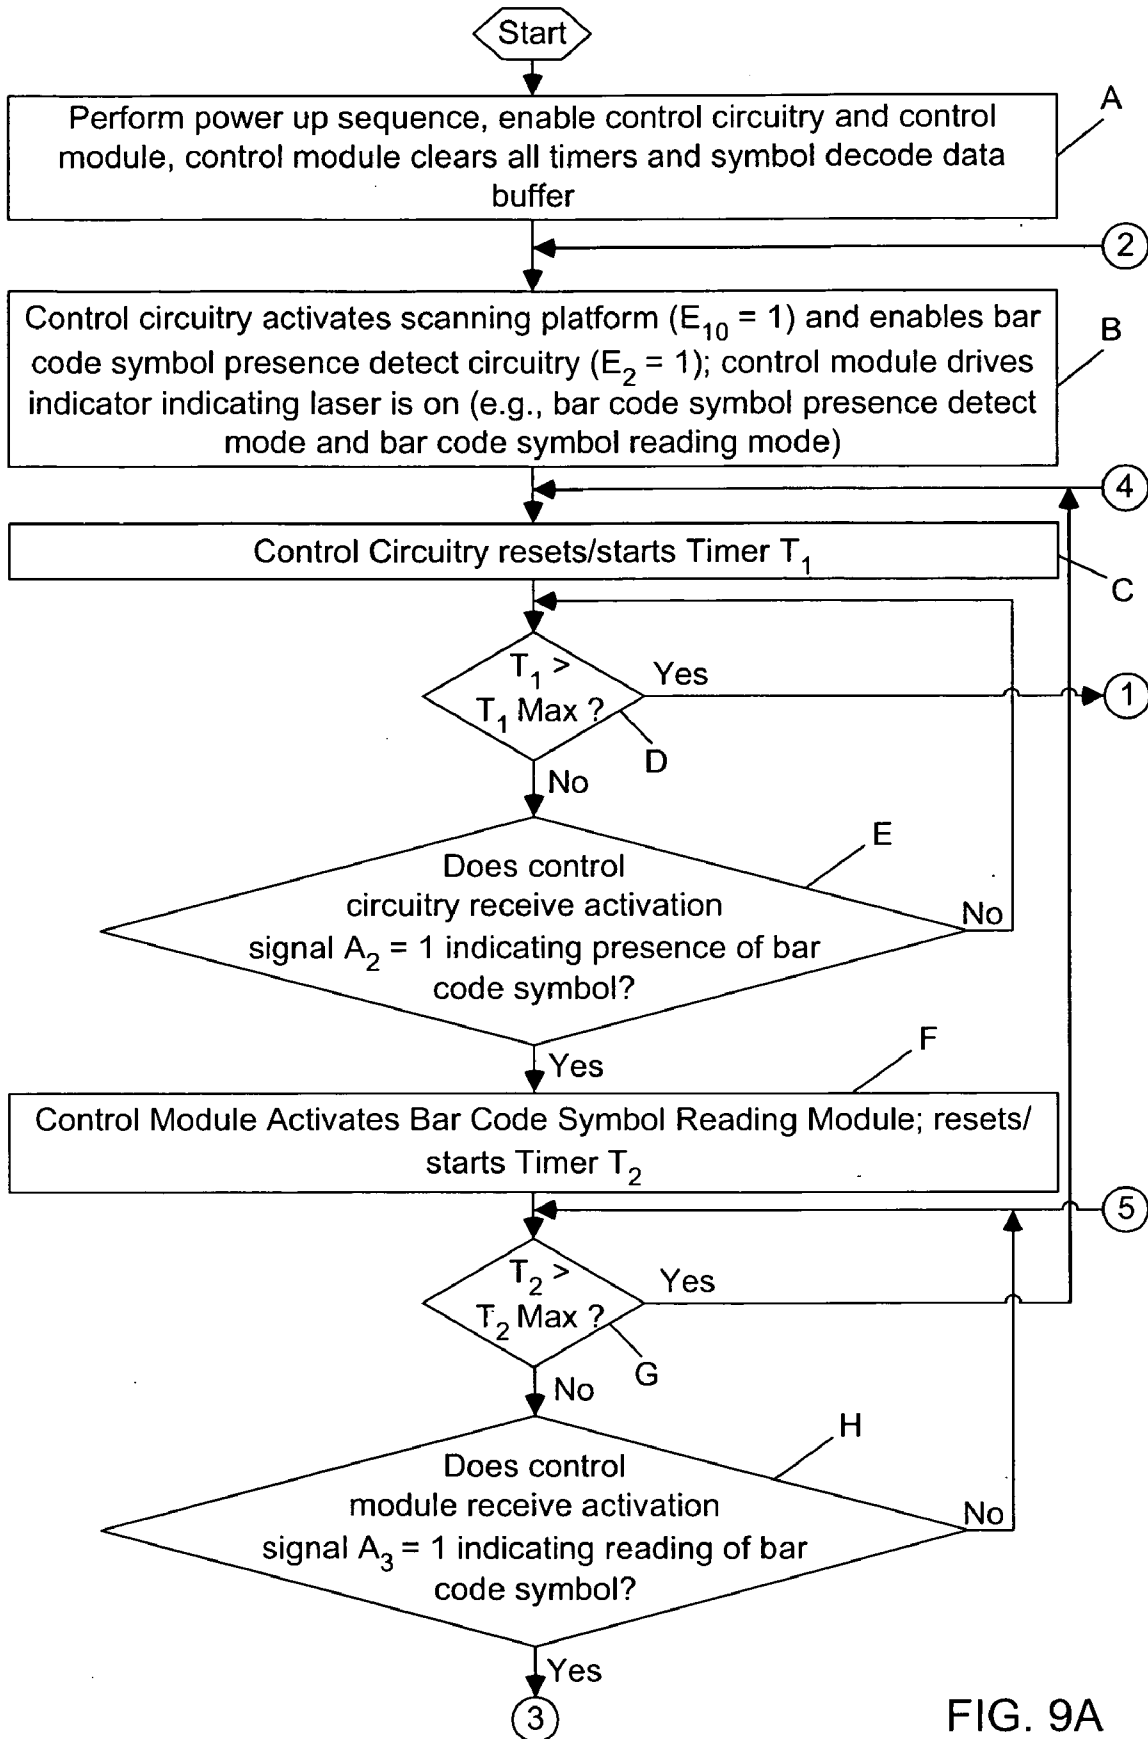 Start
Perform power up sequence, enable control circuitry and control
module, control module clears all timers and symbol decode data
buffer
A
2
Control circuitry activates scanning platform (E10 = 1) and enables bar
code symbol presence detect circuitry (E2 = 1); control module drives
indicator indicating laser is on (e.g., bar code symbol presence detect
mode and bar code symbol reading mode)
B
4
Control Circuitry resets/starts Timer T1
C
T1 >
T1 Max ?
Yes
1
D
No
Does control
circuitry receive activation
signal A2 = 1 indicating presence of bar
code symbol?
E
No
Yes
F
Control Module Activates Bar Code Symbol Reading Module; resets/
starts Timer T2
5
T2 >
T2 Max ?
Yes
G
No
Does control
module receive activation
signal A3 = 1 indicating reading of bar
code symbol?
H
No
Yes
3
FIG. 9A